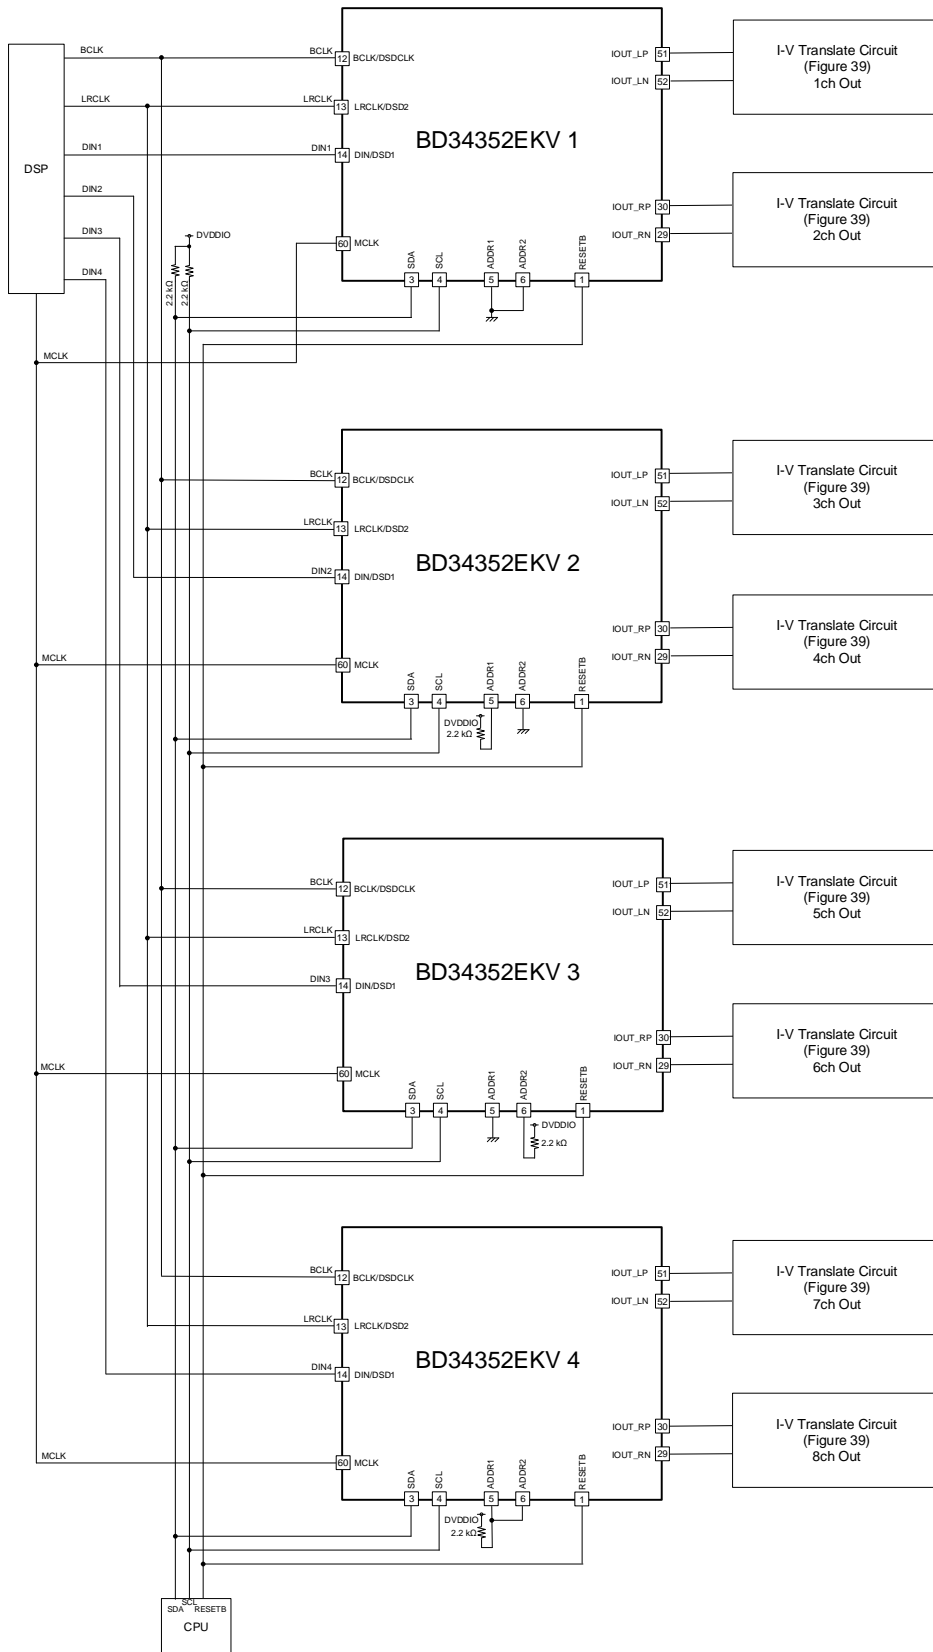 BCLK
BCLK
12 BCLK/DSDCLK
IOUT_LP 51
IOUT_LN 52
I-V Translate Circuit
(Figure 39)
1ch Out
LRCLK
LRCLK
13 LRCLK/DSD2
BD34352EKV 1
DSP
DIN1
DIN1
14 DIN/DSD1
DIN2
DIN3
DIN4
I-V Translate Circuit
(Figure 39)
2ch Out
IOUT_RP 30
IOUT_RN 29
DVDDIO
2.2 kΩ
2.2 kΩ
60 MCLK
SDA
SCL
ADDR1
ADDR2
RESETB
3
4
5
6
1
MCLK
BCLK
12 BCLK/DSDCLK
IOUT_LP 51
IOUT_LN 52
I-V Translate Circuit
(Figure 39)
3ch Out
LRCLK
13 LRCLK/DSD2
BD34352EKV 2
DIN2
14 DIN/DSD1
I-V Translate Circuit
(Figure 39)
4ch Out
IOUT_RP 30
IOUT_RN 29
MCLK
60 MCLK
SDA
SCL
ADDR1
ADDR2
RESETB
3
4
5
6
1
DVDDIO
2.2 kΩ
BCLK
12 BCLK/DSDCLK
IOUT_LP 51
IOUT_LN 52
I-V Translate Circuit
(Figure 39)
5ch Out
LRCLK
13 LRCLK/DSD2
BD34352EKV 3
DIN3
14 DIN/DSD1
I-V Translate Circuit
(Figure 39)
6ch Out
IOUT_RP 30
IOUT_RN 29
MCLK
60 MCLK
SDA
SCL
ADDR1
ADDR2
RESETB
3
4
5
6
1
DVDDIO
2.2 kΩ
BCLK
12 BCLK/DSDCLK
IOUT_LP 51
IOUT_LN 52
I-V Translate Circuit
(Figure 39)
7ch Out
LRCLK
13 LRCLK/DSD2
BD34352EKV 4
DIN4
14 DIN/DSD1
I-V Translate Circuit
(Figure 39)
8ch Out
IOUT_RP 30
IOUT_RN 29
MCLK
60 MCLK
SDA
SCL
ADDR1
ADDR2
RESETB
3
4
5
6
1
DVDDIO
2.2 kΩ
SDA SCL RESETB
CPU